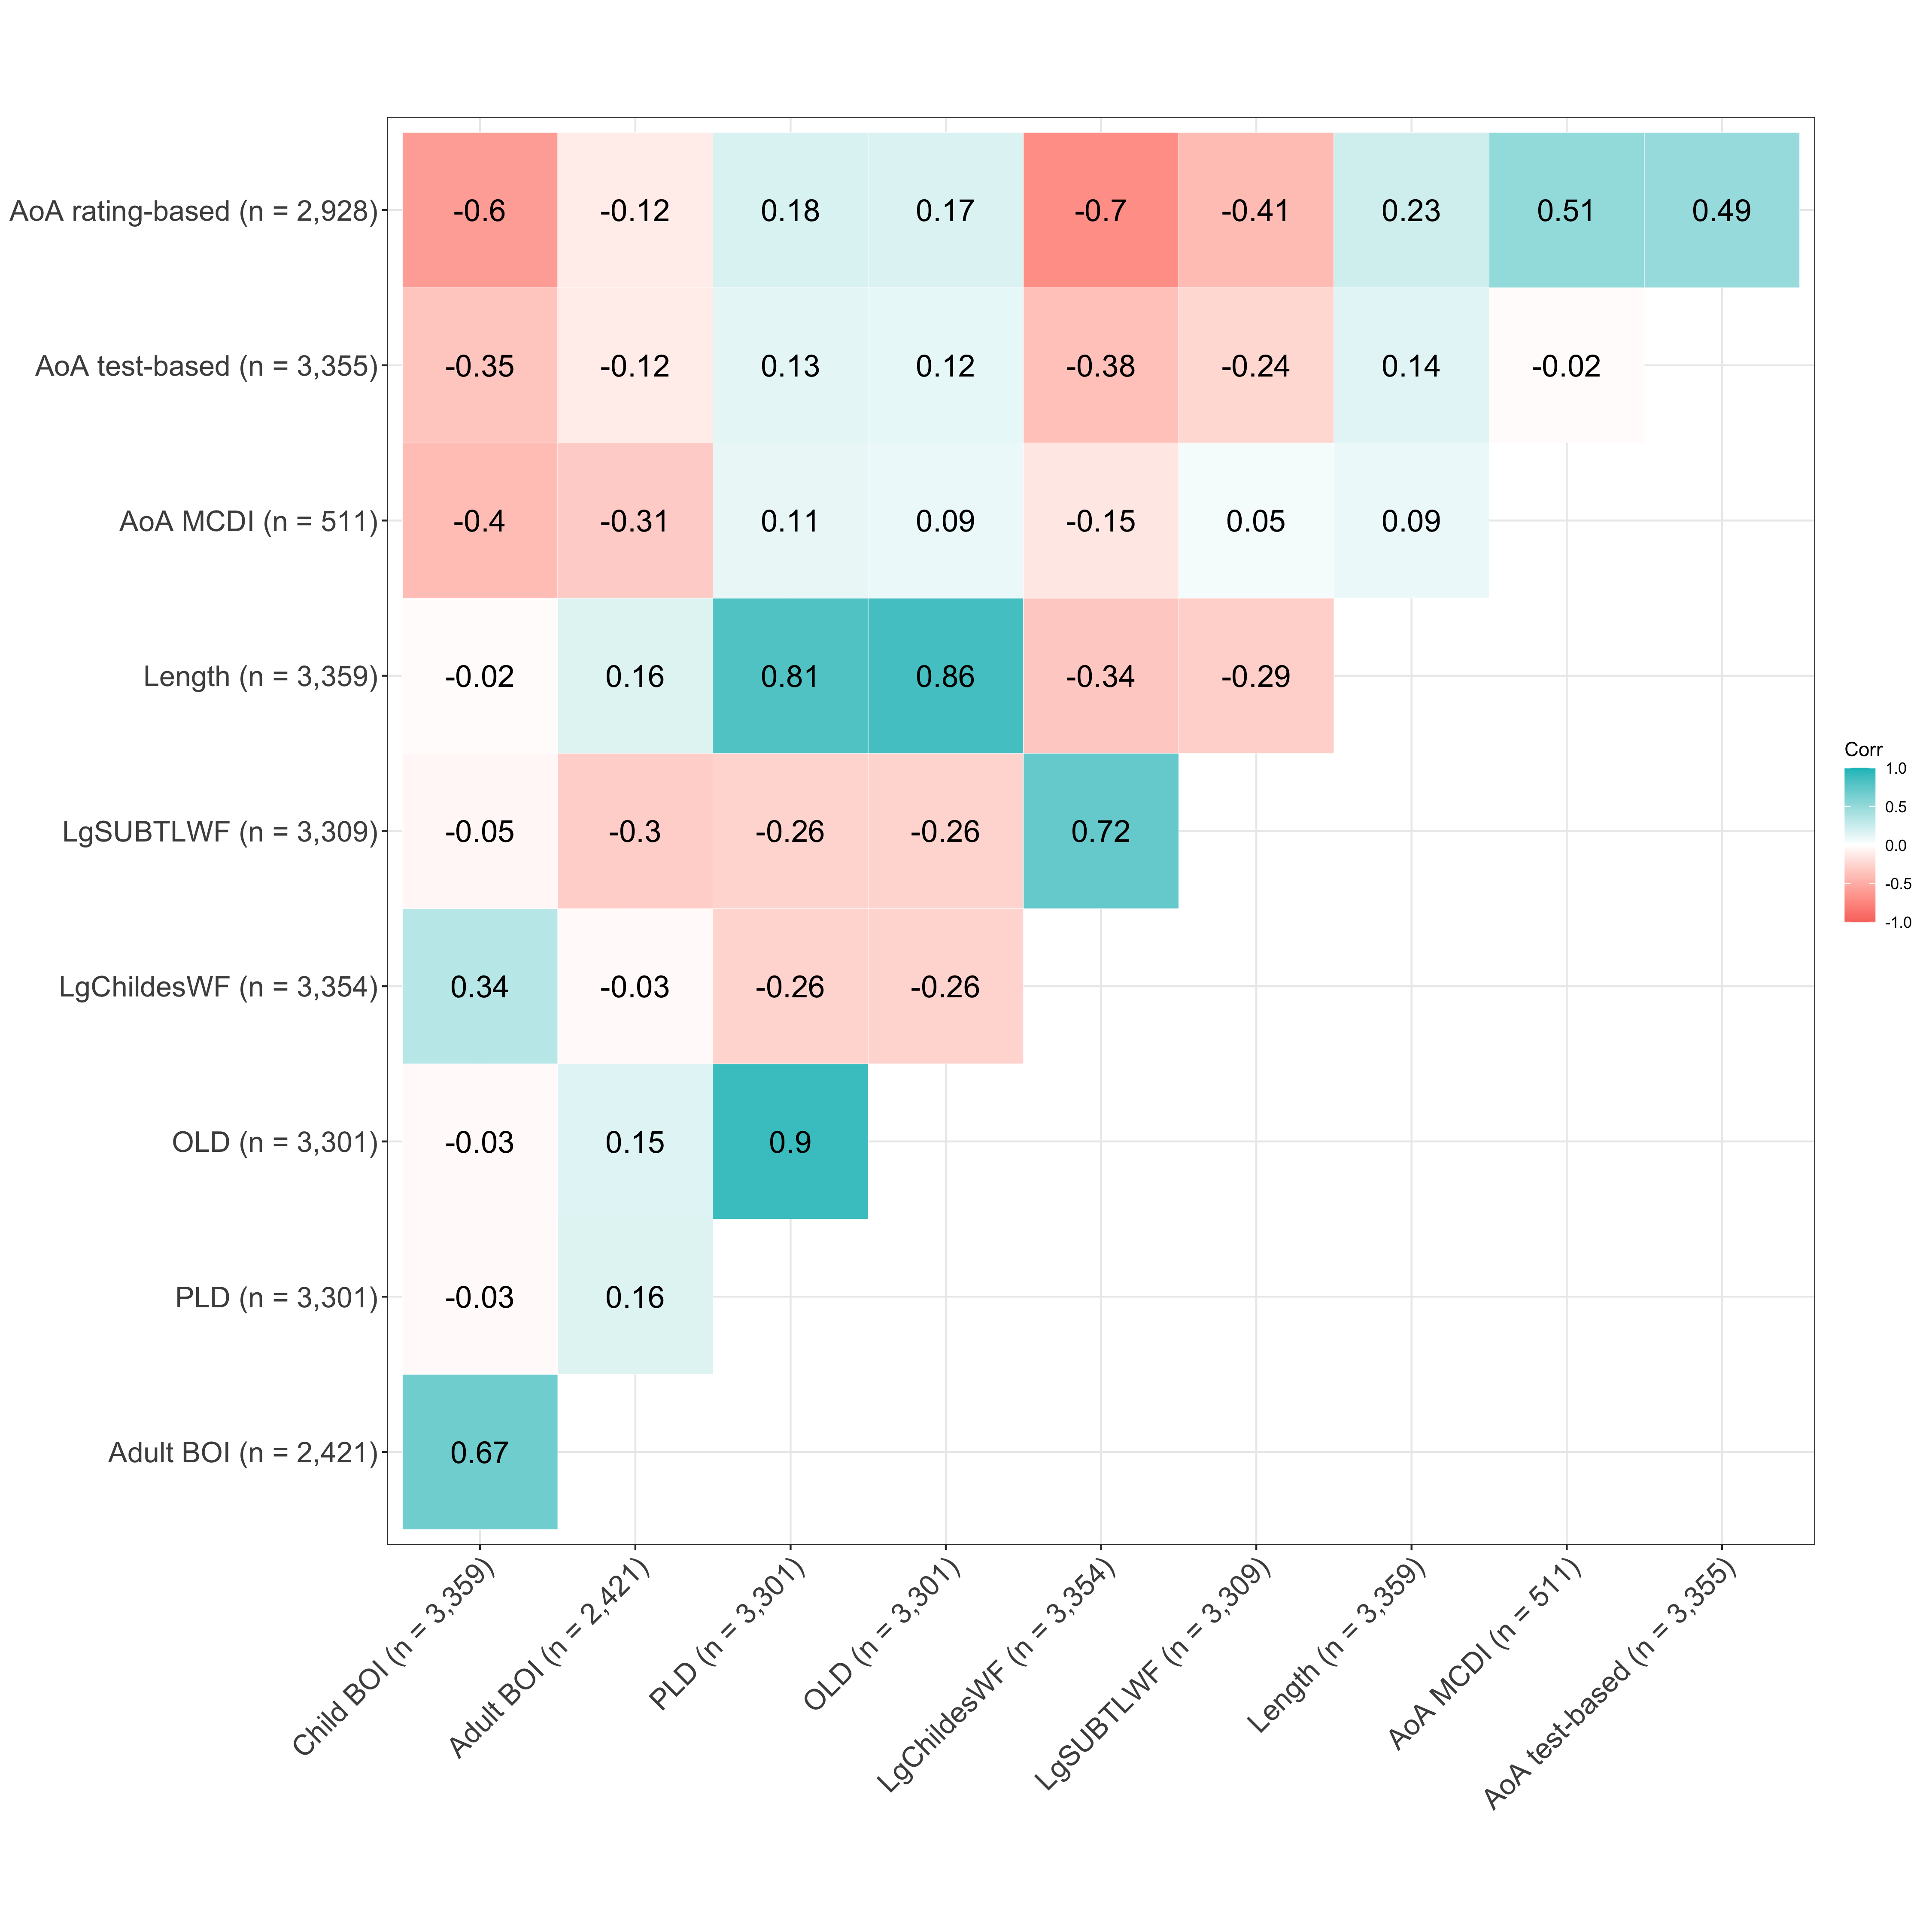 AoA rating-based (n = 2,928) -0.6 -0.12 0.18 0.17 -0.7 -0.41 0.23 0.51 0.49
AoA test-based (n = 3,355) -0.35 -0.12 0.13 0.12 -0.38 -0.24 0.14 -0.02
AoA MCDI (n = 511) -0.4 -0.31 0.11 0.09 -0.15 0.05 0.09
Length (n = 3,359) -0.02 0.16 0.81 0.86 -0.34 -0.29
LgSUBTLWF (n = 3,309) -0.05 -0.3 -0.26 -0.26 0.72
LgChildesWF (n = 3,354) 0.34 -0.03 -0.26 -0.26
OLD (n = 3,301) -0.03 0.15 0.9
PLD (n = 3,301) -0.03 0.16
Adult BOI (n = 2,421) 0.67
Child BOI (n = 3,359)
Adult BOI (n = 2,421)
PLD (n = 3,301)
OLD (n = 3,301)
LgChildesWF (n = 3,354)
LgSUBTLWF (n = 3,309)
Length (n = 3,359)
AoA MCDI (n = 511)
AoA test-based (n = 3,355)
Corr
1.0
0.5
0.0
-0.5
-1.0